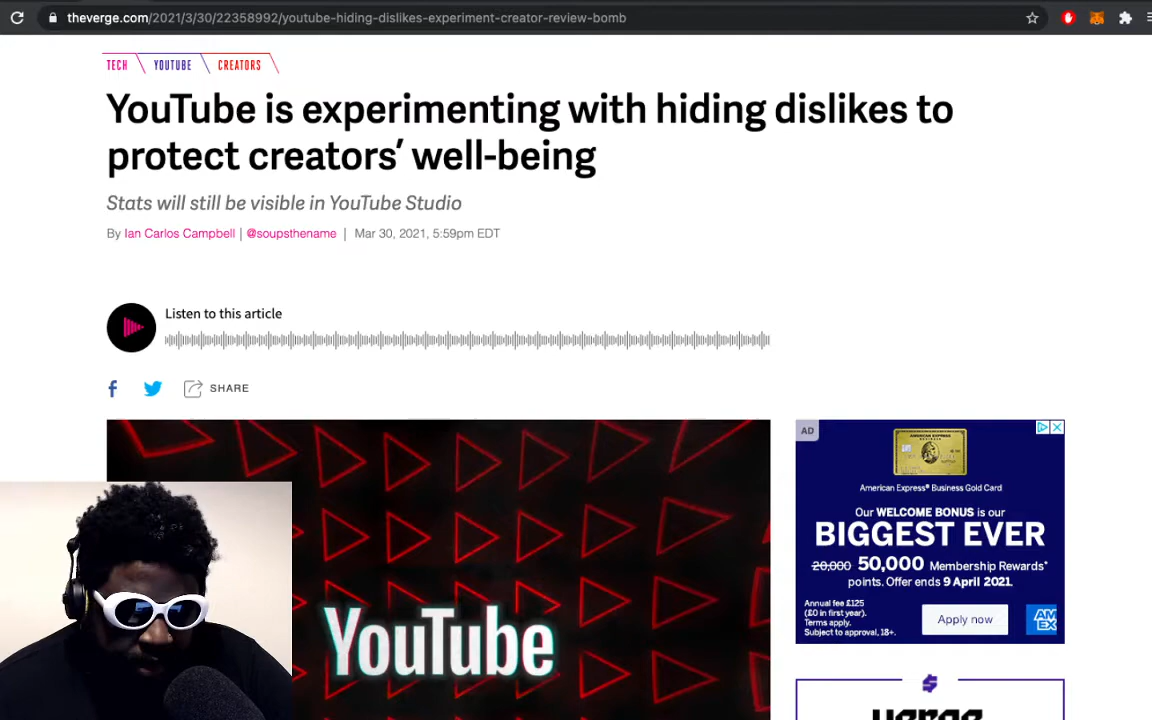 theverge.com/2021/3/30/22358992/youtube-hiding-dislikes-experiment-creator-review-bomb
TECH YOUTUBE CREATORS
YouTube is experimenting with hiding dislikes to
protect creators’ well-being
Stats will still be visible in YouTube Studio
By Ian Carlos Campbell | @soupsthename | Mar 30, 2021, 5:59pm EDT
Listen to this article
SHARE
YouTube
AD
American Express® Business Gold Card
Our WELCOME BONUS is our
BIGGEST EVER
20,000 50,000 Membership Rewards*
points. Offer ends 9 April 2021.
Annual fee £125
(£0 in first year).
Terms apply.
Subject to approval, 18+.
Apply now
AM
EX
verge